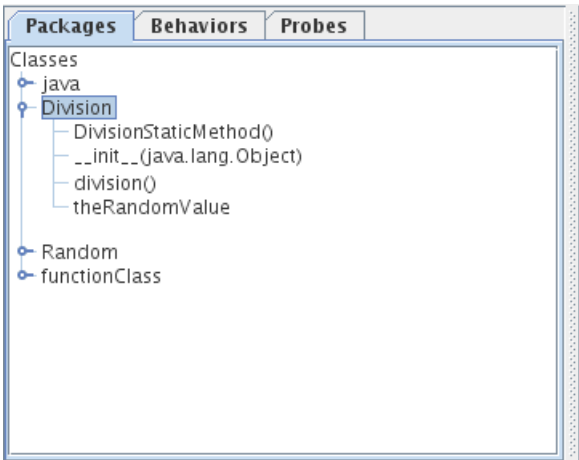 Packages Behaviors Probes
Classes
java
Division
DivisionStaticMethod()
__init__(java.lang.Object)
division()
theRandomValue
Random
functionClass